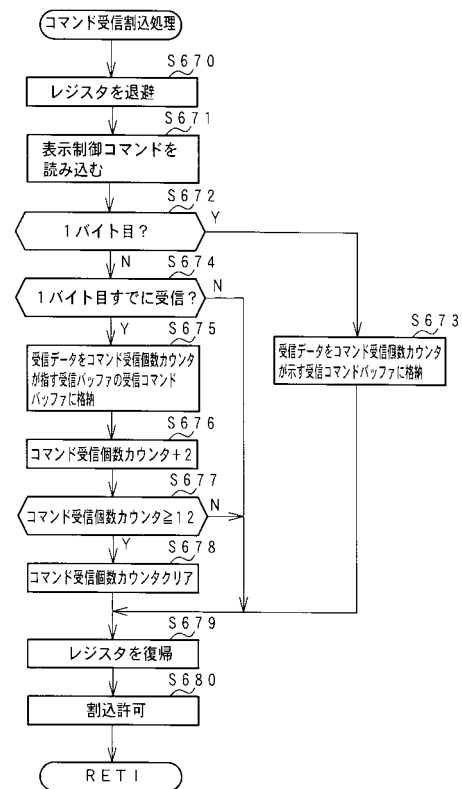 コマンド受信割込処理
S670
レジスタを退避
S671
表示制御コマンドを
読み込む
S672
1バイト目?
Y
N
S674
1バイト目すでに受信?
N
Y
S673
受信データをコマンド受信個数カウンタ
が示す受信コマンドバッファに格納
S675
受信データをコマンド受信個数カウンタ
が指す受信バッファの受信コマンド
バッファに格納
S676
コマンド受信個数カウンタ+2
S677
コマンド受信個数カウンタ≧12
N
Y
S678
コマンド受信個数カウンタクリア
S679
レジスタを復帰
S680
割込許可
RETI